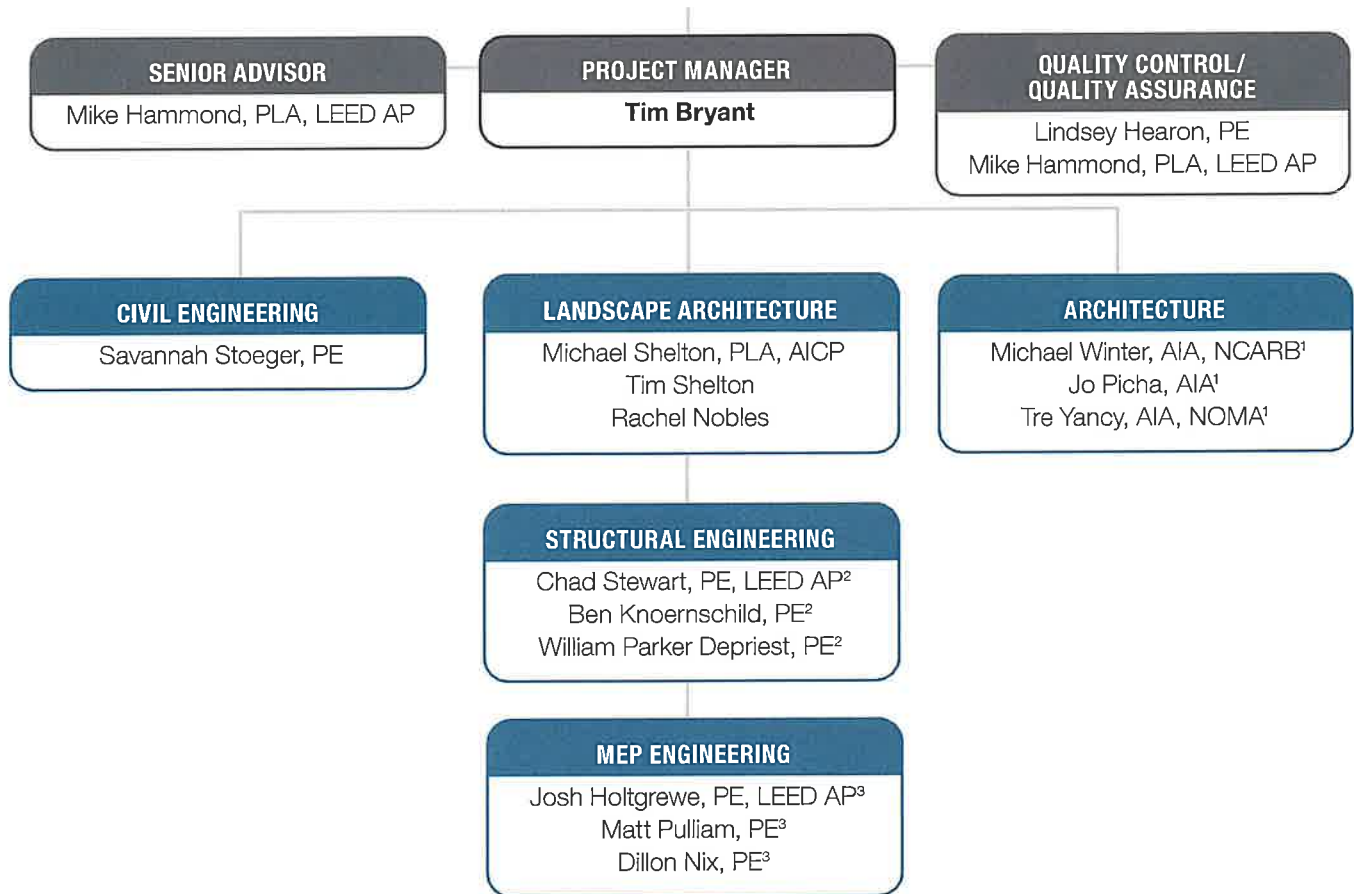 SENIOR ADVISOR
Mike Hammond, PLA, LEED AP
PROJECT MANAGER
Tim Bryant
QUALITY CONTROL/
QUALITY ASSURANCE
Lindsey Hearon, PE
Mike Hammond, PLA, LEED AP
CIVIL ENGINEERING
Savannah Stoeger, PE
LANDSCAPE ARCHITECTURE
Michael Shelton, PLA, AICP
Tim Shelton
Rachel Nobles
ARCHITECTURE
Michael Winter, AIA, NCARB¹
Jo Picha, AIA¹
Tre Yancy, AIA, NOMA¹
STRUCTURAL ENGINEERING
Chad Stewart, PE, LEED AP²
Ben Knoernschild, PE²
William Parker Depriest, PE²
MEP ENGINEERING
Josh Holtgrewe, PE, LEED AP³
Matt Pulliam, PE³
Dillon Nix, PE³